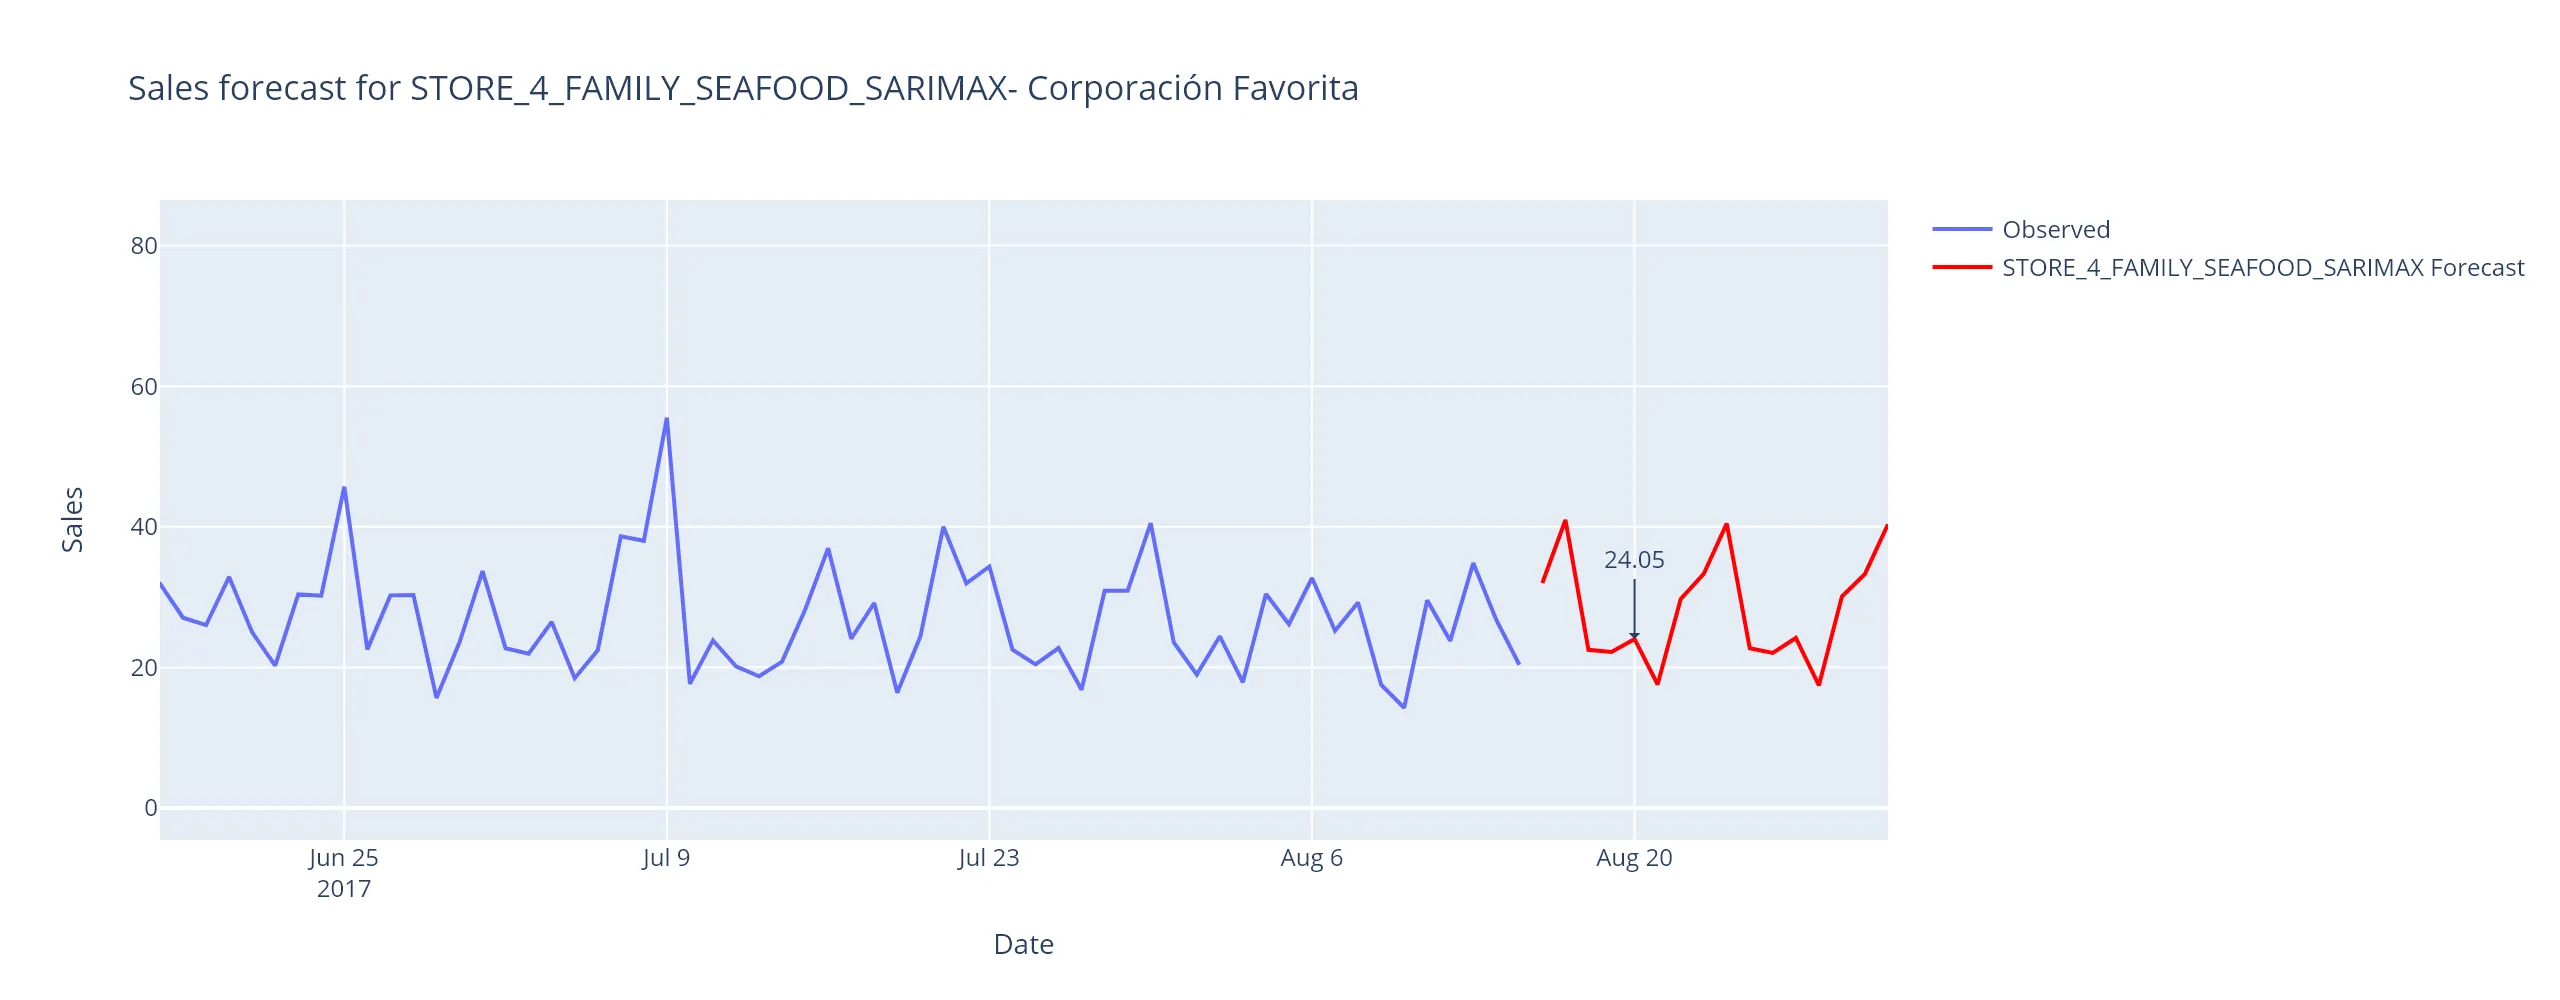 Sales forecast for STORE_4_FAMILY_SEAFOOD_SARIMAX- Corporación Favorita
Observed
STORE_4_FAMILY_SEAFOOD_SARIMAX Forecast
80
60
40
20
0
Sales
24.05
Jun 25
2017
Jul 9
Jul 23
Aug 6
Aug 20
Date